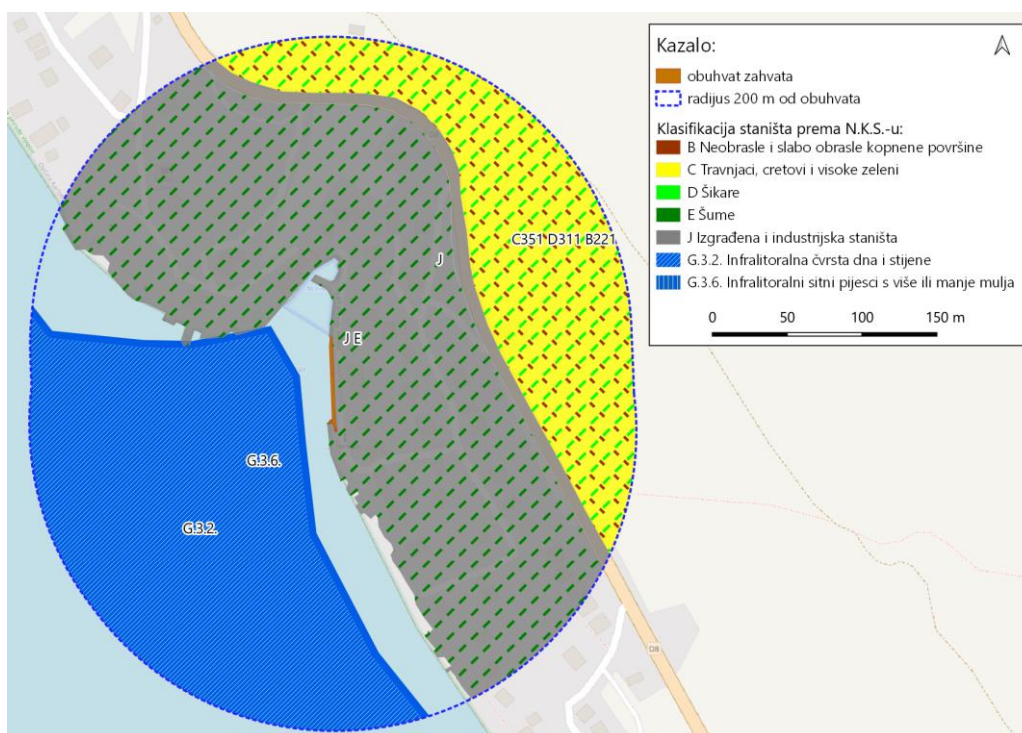 Kazalo:
obuhvat zahvata
radijus 200 m od obuhvata
Klasifikacija staništa prema N.K.S.-u:
B Neobrasle i slabo obrasle kopnene površine
C Travnjaci, cretovi i visoke zeleni
D Šikare
E Šume
J Izgrađena i industrijska staništa
G.3.2. Infralitoralna čvrsta dna i stijene
G.3.6. Infralitoralni sitni pijesci s više ili manje mulja
0 50 100 150 m
C351 D311 B221
J
J E
G.3.6.
G.3.2.
D8